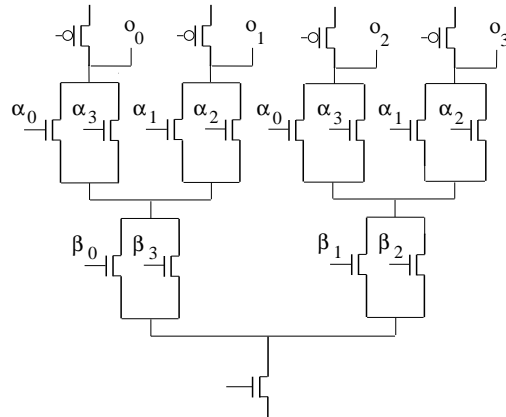 o₀ o₁ o₂ o₃
α₀ α₃ α₁ α₂ α₀ α₃ α₁ α₂
β₀ β₃ β₁ β₂